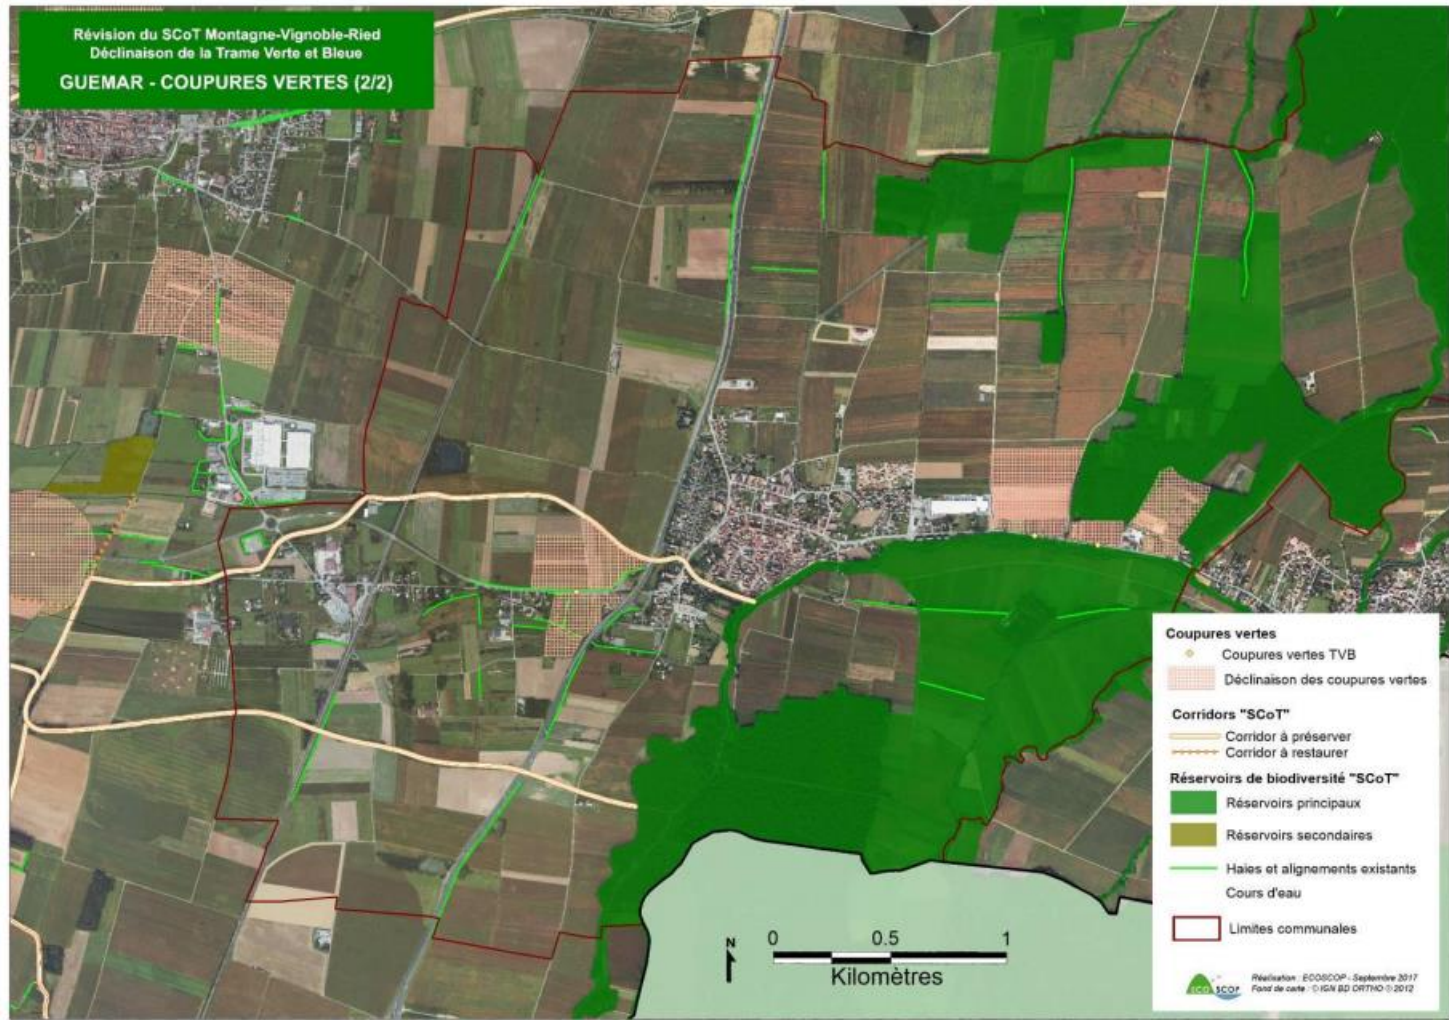 Révision du SCoT Montagne-Vignoble-Ried
Déclinaison de la Trame Verte et Bleue
GUEMAR - COUPURES VERTES (2/2)
Coupures vertes
Coupures vertes TVB
Déclinaison des coupures vertes
Corridors "SCoT"
Corridor à préserver
Corridor à restaurer
Réservoirs de biodiversité "SCoT"
Réservoirs principaux
Réservoirs secondaires
Haies et alignements existants
Cours d'eau
Limites communales
N
0 0.5 1
Kilomètres
ECO SCOP
Réalisation : ECOSCOP - Septembre 2017
Fond de carte : © IGN BD ORTHO ® 2012